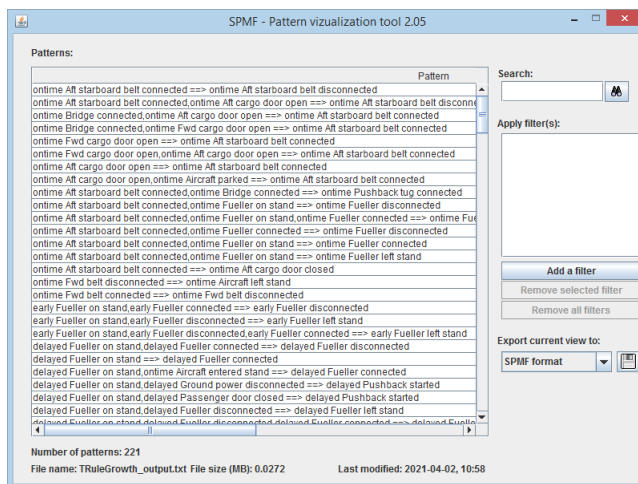 SPMF - Pattern vizualization tool 2.05
Patterns:
Pattern
ontime Aft starboard belt connected ==> ontime Aft starboard belt disconnected
ontime Aft starboard belt connected,ontime Aft cargo door open ==> ontime Aft starboard belt disconne
ontime Bridge connected,ontime Aft cargo door open ==> ontime Aft starboard belt connected
ontime Bridge connected,ontime Fwd cargo door open ==> ontime Aft starboard belt connected
ontime Fwd cargo door open ==> ontime Aft starboard belt connected
ontime Fwd cargo door open,ontime Aft cargo door open ==> ontime Aft starboard belt connected
ontime Aft cargo door open ==> ontime Aft starboard belt connected
ontime Aft cargo door open,ontime Aircraft parked ==> ontime Aft starboard belt connected
ontime Aft starboard belt connected,ontime Bridge connected ==> ontime Pushback tug connected
ontime Aft starboard belt connected,ontime Fueller on stand ==> ontime Fueller disconnected
ontime Aft starboard belt connected,ontime Fueller on stand,ontime Fueller connected ==> ontime Fue
ontime Aft starboard belt connected,ontime Fueller connected ==> ontime Fueller disconnected
ontime Aft starboard belt connected,ontime Fueller on stand ==> ontime Fueller connected
ontime Aft starboard belt connected,ontime Fueller on stand ==> ontime Fueller left stand
ontime Aft starboard belt connected ==> ontime Aft cargo door closed
ontime Fwd belt disconnected ==> ontime Aircraft left stand
ontime Fwd belt connected ==> ontime Fwd belt disconnected
early Fueller on stand,early Fueller connected ==> early Fueller disconnected
early Fueller on stand,early Fueller disconnected ==> early Fueller left stand
early Fueller on stand,early Fueller disconnected,early Fueller connected ==> early Fueller left stand
delayed Fueller on stand,delayed Fueller connected ==> delayed Fueller disconnected
delayed Fueller on stand ==> delayed Fueller connected
delayed Fueller on stand,ontime Aircraft entered stand ==> delayed Fueller connected
delayed Fueller on stand,delayed Ground power disconnected ==> delayed Pushback started
delayed Fueller on stand,delayed Passenger door closed ==> delayed Pushback started
delayed Fueller on stand,delayed Fueller disconnected ==> delayed Fueller left stand
delayed Fueller on stand,delayed Fueller disconnected,delayed Fueller connected ==> delayed Fuelle
Number of patterns: 221
File name: TRuleGrowth_output.txt File size (MB): 0.0272 Last modified: 2021-04-02, 10:58
Search:
Apply filter(s):
Add a filter
Remove selected filter
Remove all filters
Export current view to:
SPMF format